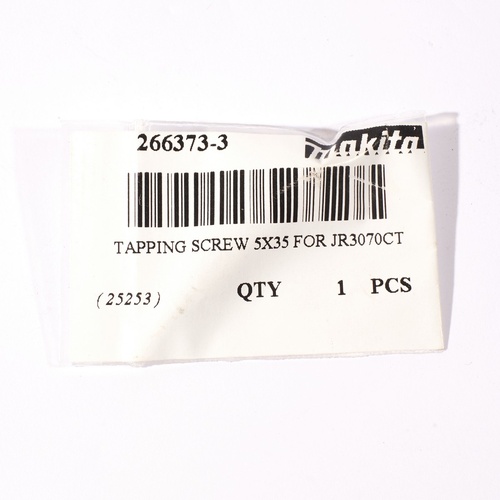 266373-3 makita
TAPPING SCREW 5X35 FOR JR3070CT
(25253) QTY 1 PCS